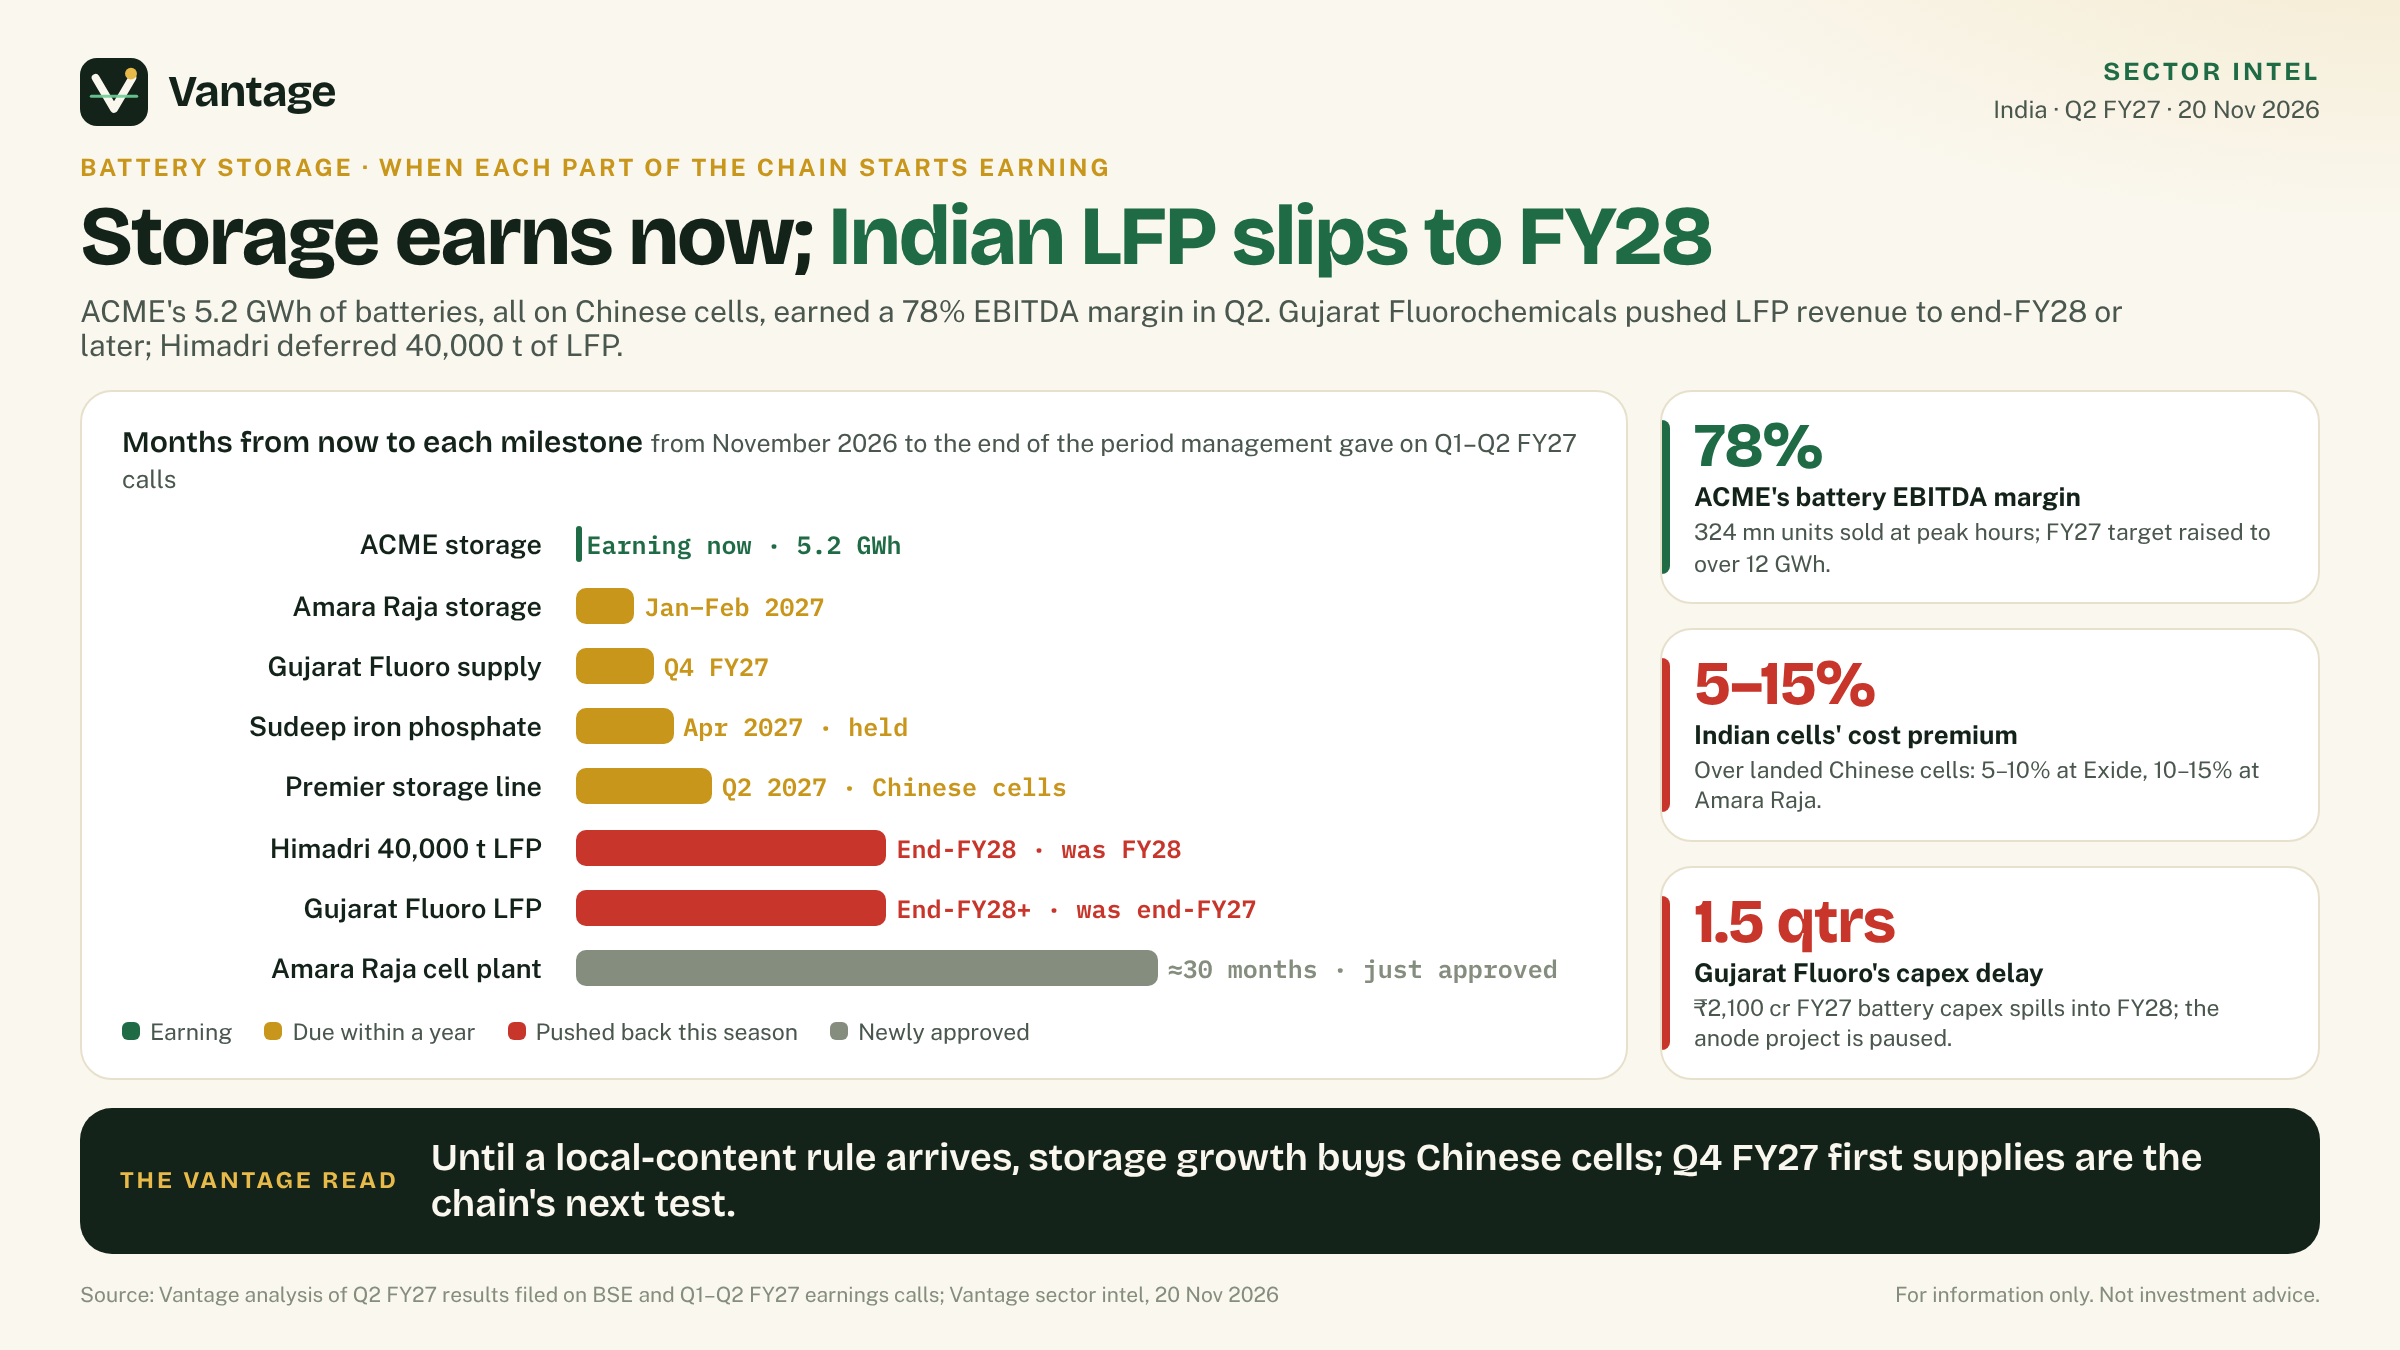 Vantage
SECTOR INTEL
India · Q2 FY27 · 20 Nov 2026
BATTERY STORAGE · WHEN EACH PART OF THE CHAIN STARTS EARNING
Storage earns now; Indian LFP slips to FY28
ACME's 5.2 GWh of batteries, all on Chinese cells, earned a 78% EBITDA margin in Q2. Gujarat Fluorochemicals pushed LFP revenue to end-FY28 or
later; Himadri deferred 40,000 t of LFP.
Months from now to each milestone from November 2026 to the end of the period management gave on Q1–Q2 FY27
calls
ACME storage Earning now · 5.2 GWh
Amara Raja storage Jan–Feb 2027
Gujarat Fluoro supply Q4 FY27
Sudeep iron phosphate Apr 2027 · held
Premier storage line Q2 2027 · Chinese cells
Himadri 40,000 t LFP End-FY28 · was FY28
Gujarat Fluoro LFP End-FY28+ · was end-FY27
Amara Raja cell plant ≈30 months · just approved
Earning Due within a year Pushed back this season Newly approved
78%
ACME's battery EBITDA margin
324 mn units sold at peak hours; FY27 target raised to
over 12 GWh.
5–15%
Indian cells' cost premium
Over landed Chinese cells: 5–10% at Exide, 10–15% at
Amara Raja.
1.5 qtrs
Gujarat Fluoro's capex delay
₹2,100 cr FY27 battery capex spills into FY28; the
anode project is paused.
THE VANTAGE READ
Until a local-content rule arrives, storage growth buys Chinese cells; Q4 FY27 first supplies are the
chain's next test.
Source: Vantage analysis of Q2 FY27 results filed on BSE and Q1–Q2 FY27 earnings calls; Vantage sector intel, 20 Nov 2026
For information only. Not investment advice.